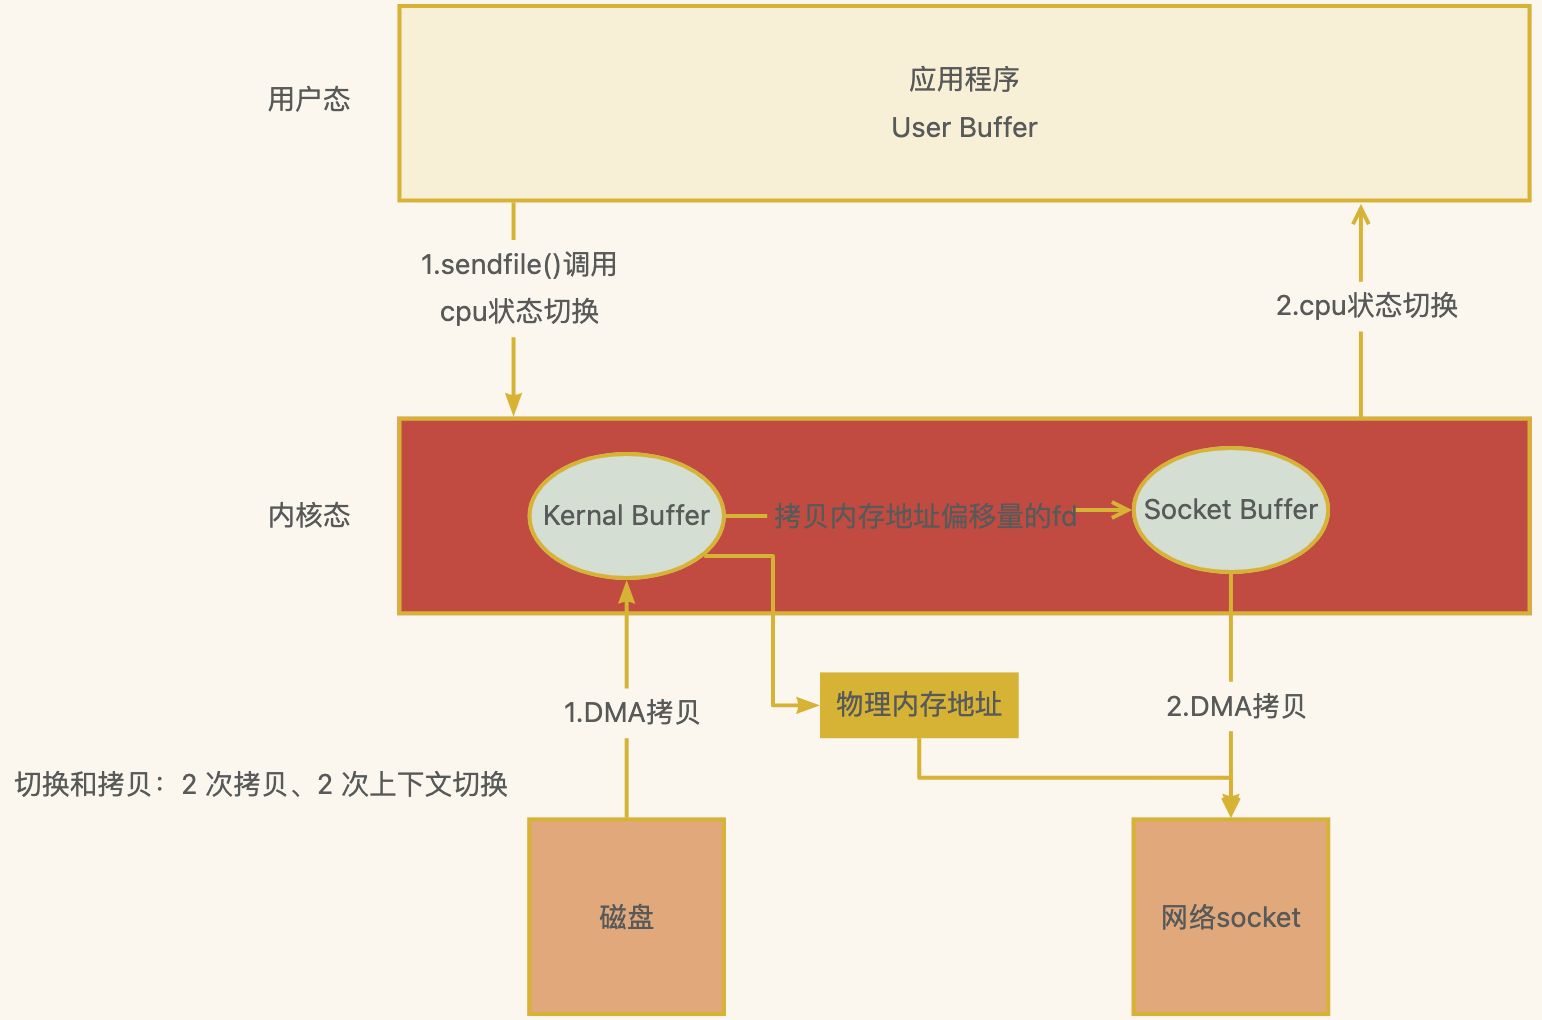 应用程序
User Buffer
用户态
1.sendfile()调用
cpu状态切换
2.cpu状态切换
内核态
Kernal Buffer
拷贝内存地址偏移量的fd
Socket Buffer
1.DMA拷贝
物理内存地址
2.DMA拷贝
切换和拷贝：2 次拷贝、2 次上下文切换
磁盘
网络socket